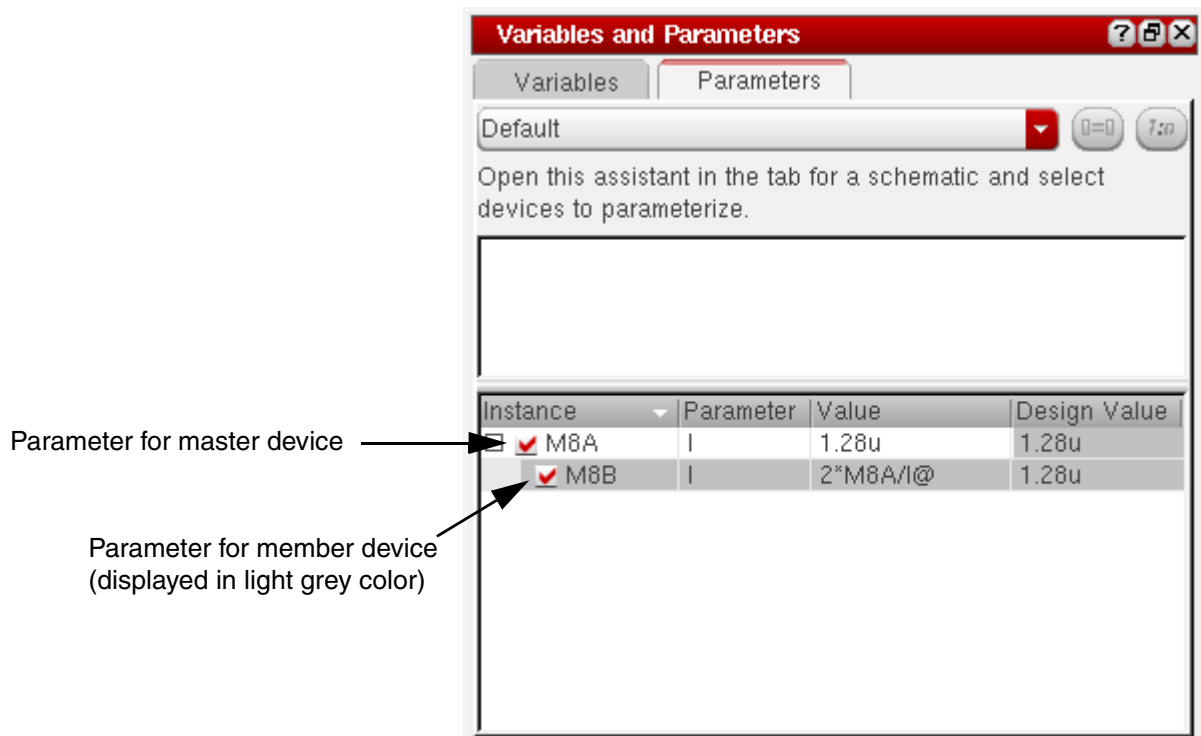 Variables and Parameters
Variables Parameters
Default
Open this assistant in the tab for a schematic and select
devices to parameterize.
Instance Parameter Value Design Value
Parameter for master device
M8A l 1.28u 1.28u
M8B l 2*M8A/l@ 1.28u
Parameter for member device
(displayed in light grey color)